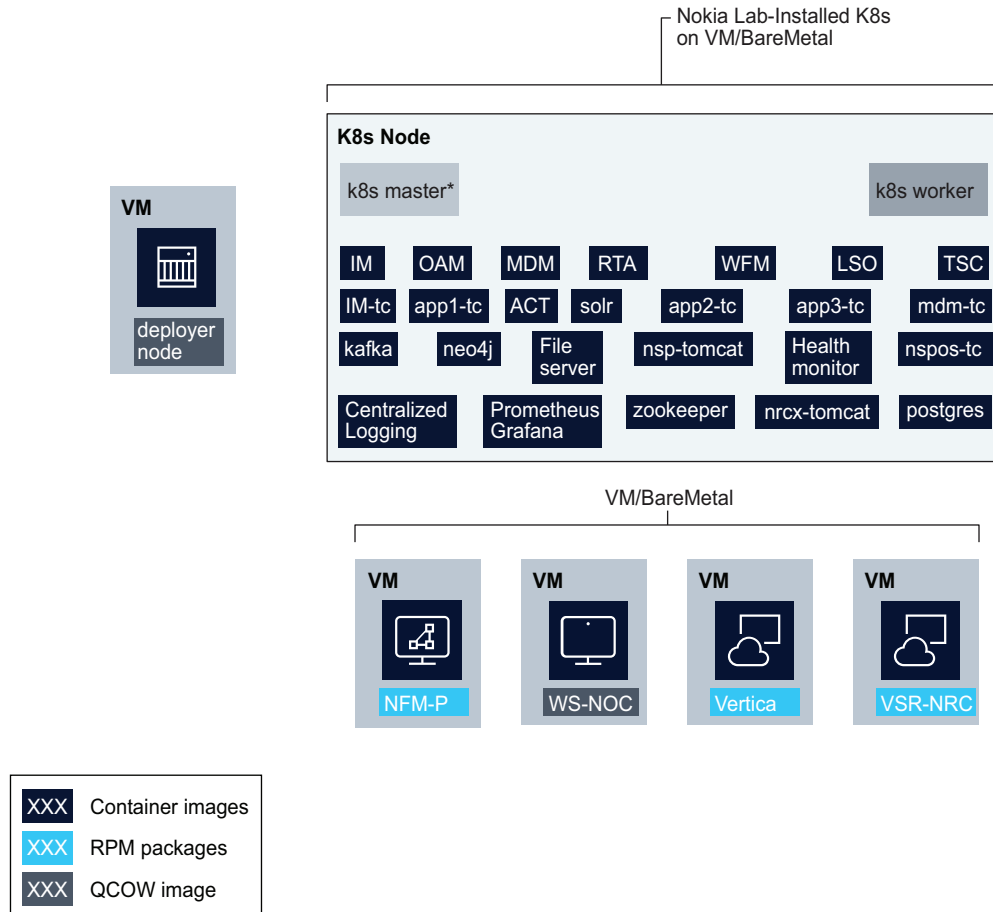 Nokia Lab-Installed K8s
on VM/BareMetal
K8s Node
k8s master*
k8s worker
VM
deployer
node
IM OAM MDM RTA WFM LSO TSC
IM-tc app1-tc ACT solr app2-tc app3-tc mdm-tc
kafka neo4j File
server nsp-tomcat Health
monitor nspos-tc
Centralized
Logging Prometheus
Grafana zookeeper nrcx-tomcat postgres
VM/BareMetal
VM VM VM VM
NFM-P WS-NOC Vertica VSR-NRC
XXX Container images
XXX RPM packages
XXX QCOW image